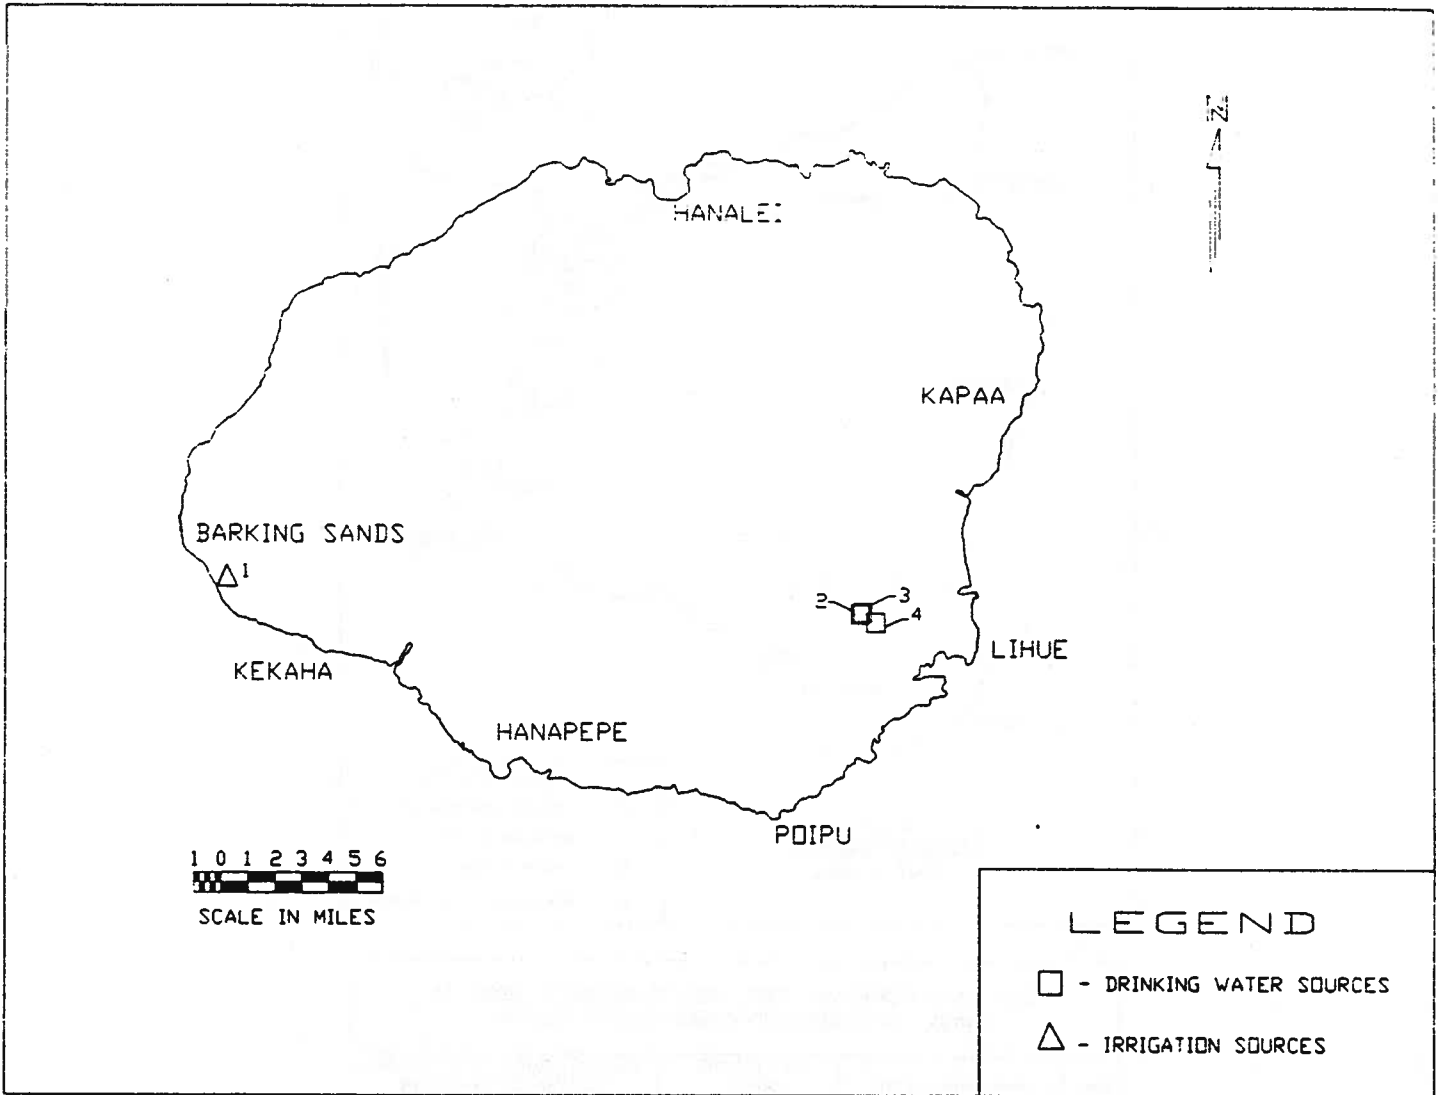 N
HANALEI
KAPAA
BARKING SANDS
1
2
3
4
LIHUE
KEKAHA
HANAPEPE
POIPU
1 0 1 2 3 4 5 6
SCALE IN MILES
LEGEND
- DRINKING WATER SOURCES
- IRRIGATION SOURCES